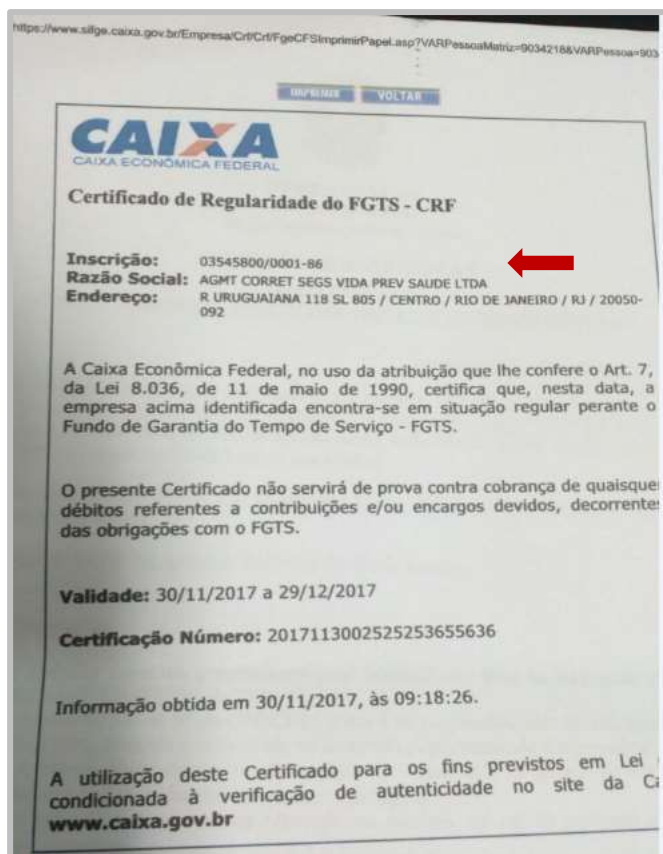 https://www.sifge.caixa.gov.br/Empresa/Crf/Crf/FgeCFSImprimirPapel.asp?VARPessoaMatriz=9034218&VARPessoa=903
IMPRIMIR VOLTAR
CAIXA
CAIXA ECONÔMICA FEDERAL
Certificado de Regularidade do FGTS - CRF
Inscrição: 03545800/0001-86
Razão Social: AGMT CORRET SEGS VIDA PREV SAUDE LTDA
Endereço: R URUGUAIANA 118 SL 805 / CENTRO / RIO DE JANEIRO / RJ / 20050-
092
A Caixa Econômica Federal, no uso da atribuição que lhe confere o Art. 7,
da Lei 8.036, de 11 de maio de 1990, certifica que, nesta data, a
empresa acima identificada encontra-se em situação regular perante o
Fundo de Garantia do Tempo de Serviço - FGTS.
O presente Certificado não servirá de prova contra cobrança de quaisque
débitos referentes a contribuições e/ou encargos devidos, decorrentes
das obrigações com o FGTS.
Validade: 30/11/2017 a 29/12/2017
Certificação Número: 2017113002525253655636
Informação obtida em 30/11/2017, às 09:18:26.
A utilização deste Certificado para os fins previstos em Lei
condicionada à verificação de autenticidade no site da Ca
www.caixa.gov.br